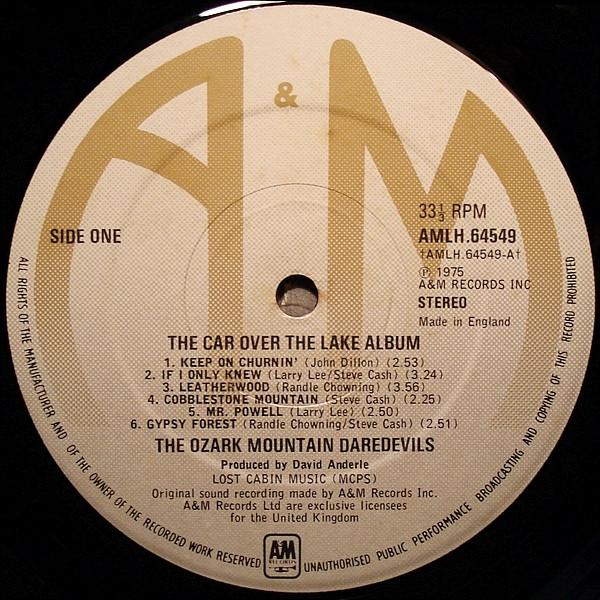 A&M
SIDE ONE
33 1/3 RPM
AMLH.64549
†AMLH.64549-A†
℗ 1975
A&M RECORDS INC
STEREO
Made in England
THE CAR OVER THE LAKE ALBUM
1. KEEP ON CHURNIN' (John Dillon) (2.53)
2. IF I ONLY KNEW (Larry Lee/Steve Cash) (3.24)
3. LEATHERWOOD (Randle Chowning) (3.56)
4. COBBLESTONE MOUNTAIN (Steve Cash) (2.25)
5. MR. POWELL (Larry Lee) (2.50)
6. GYPSY FOREST (Randle Chowning/Steve Cash) (2.51)
THE OZARK MOUNTAIN DAREDEVILS
Produced by David Anderle
LOST CABIN MUSIC (MCPS)
Original sound recording made by A&M Records Inc.
A&M Records Ltd are exclusive licensees
for the United Kingdom
ALL RIGHTS OF THE MANUFACTURER AND OF THE OWNER OF THE RECORDED WORK RESERVED
A&M
RECORDS
UNAUTHORISED PUBLIC PERFORMANCE BROADCASTING AND COPYING OF THIS RECORD PROHIBITED